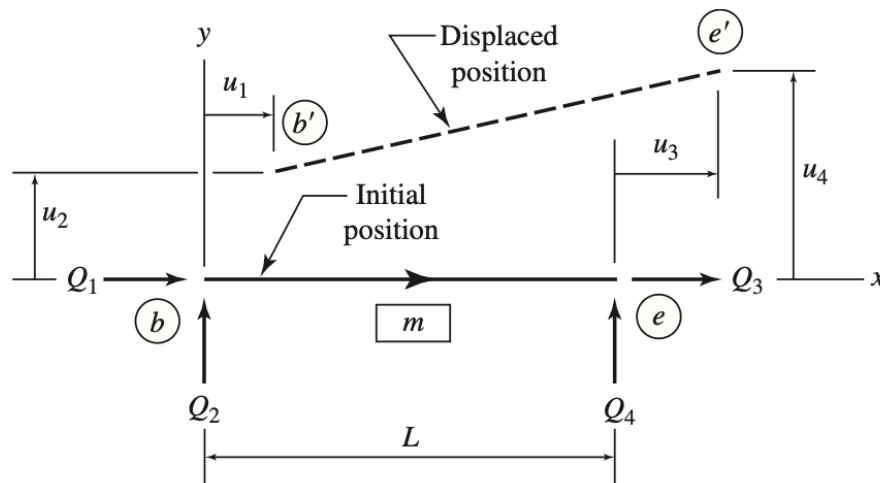 y
e'
Displaced
position
u1
b'
u3
u4
u2
Initial
position
Q1
Q3
x
b
m
e
Q2
Q4
L